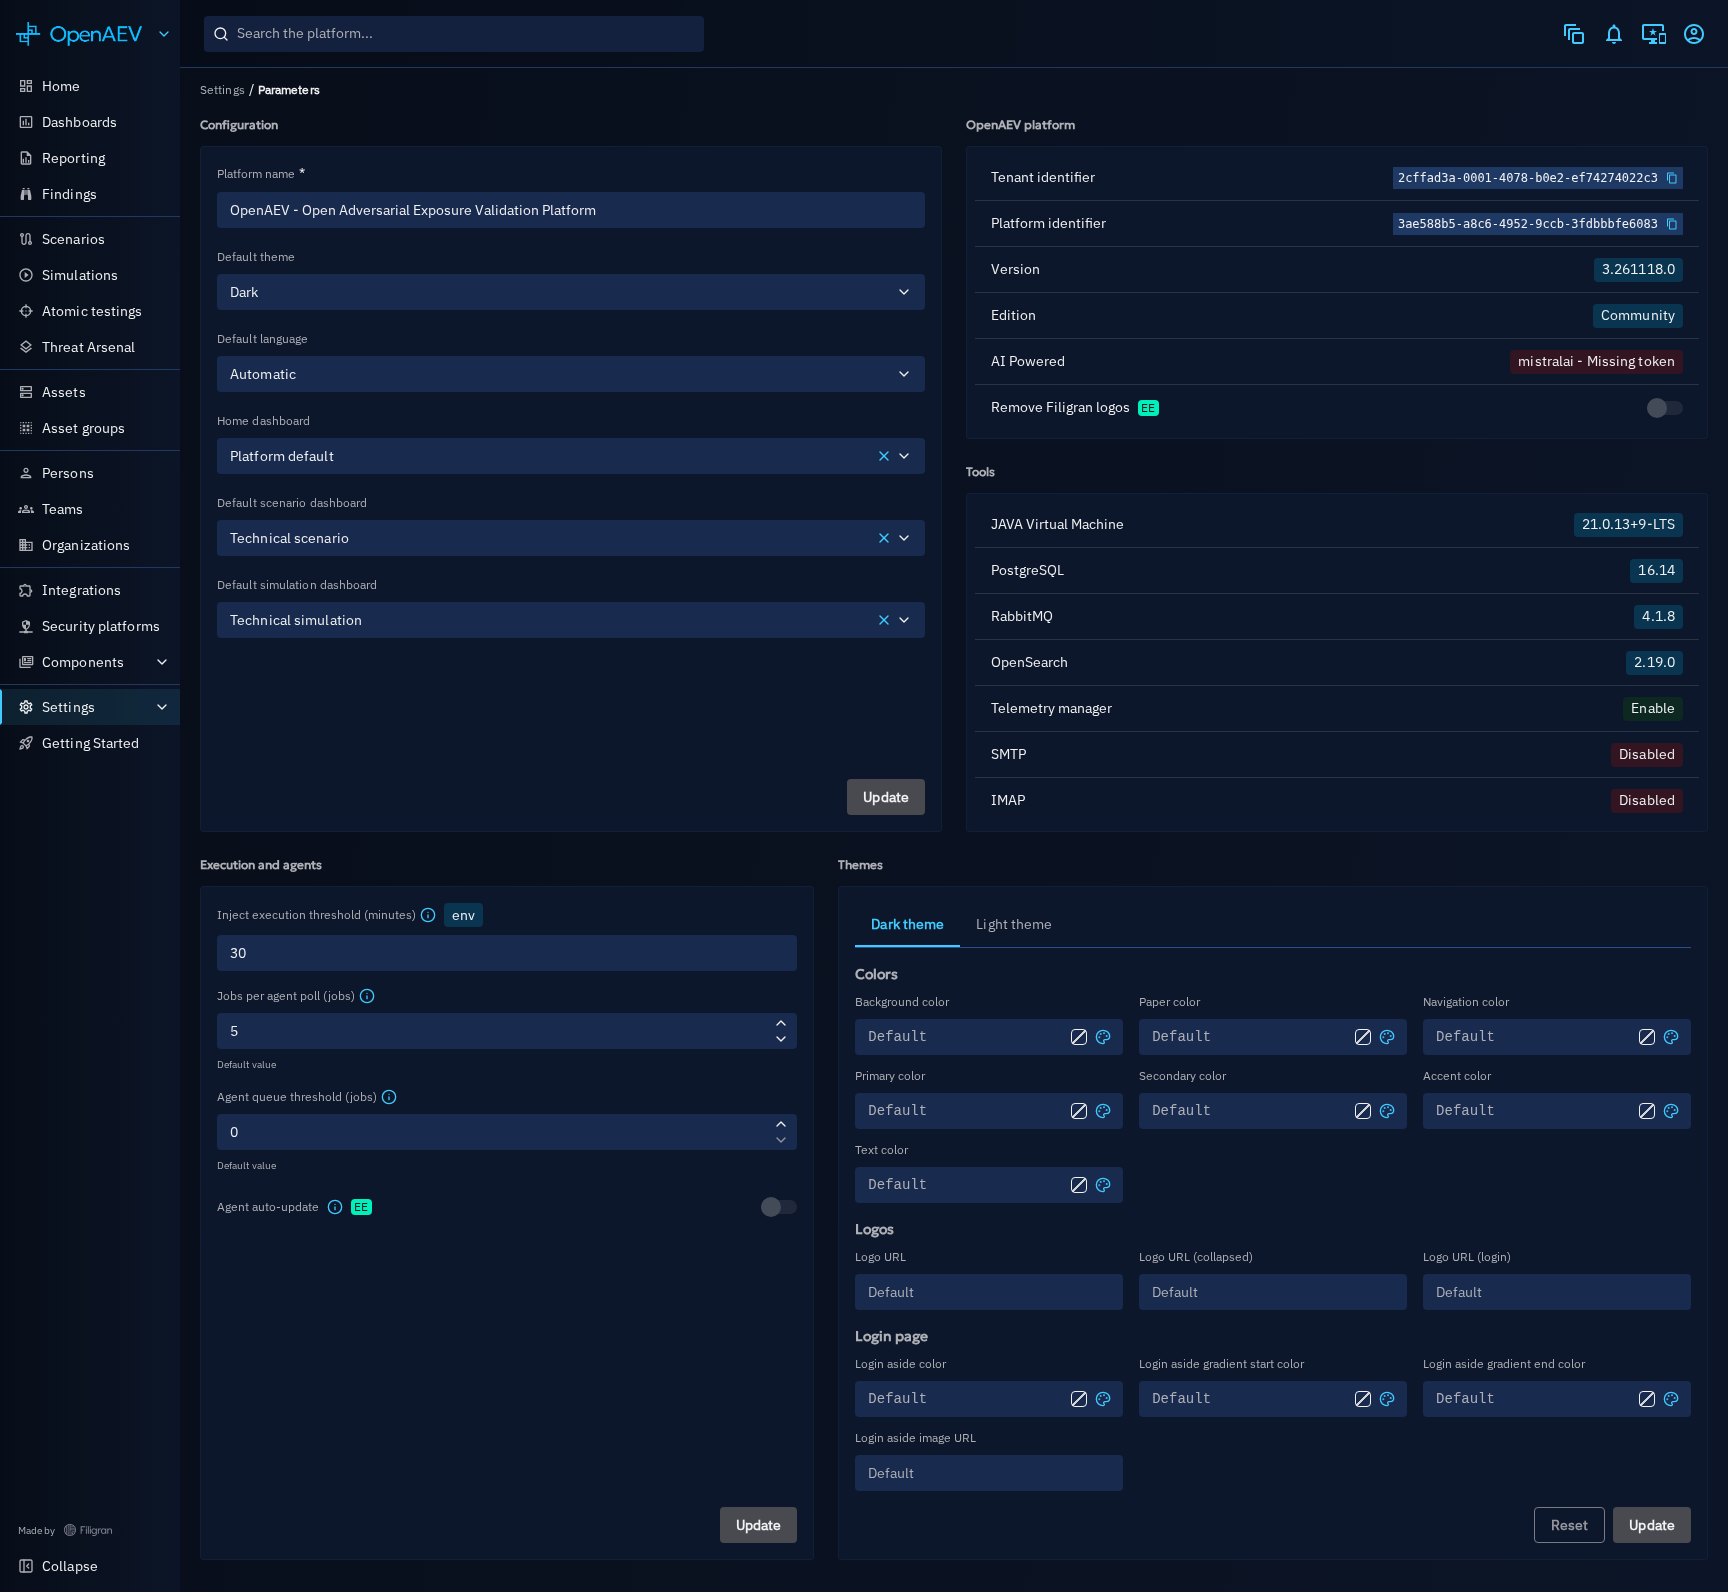 OpenAEV
Search the platform...
Home
Dashboards
Reporting
Findings
Scenarios
Simulations
Atomic testings
Threat Arsenal
Assets
Asset groups
Persons
Teams
Organizations
Integrations
Security platforms
Components
Settings
Getting Started
Made by Filigran
Collapse
Settings / Parameters
Configuration
Platform name *
OpenAEV - Open Adversarial Exposure Validation Platform
Default theme
Dark
Default language
Automatic
Home dashboard
Platform default
Default scenario dashboard
Technical scenario
Default simulation dashboard
Technical simulation
Update
OpenAEV platform
Tenant identifier 2cffad3a-0001-4078-b0e2-ef74274022c3
Platform identifier 3ae588b5-a8c6-4952-9ccb-3fdbbbfe6083
Version 3.261118.0
Edition Community
AI Powered mistralai - Missing token
Remove Filigran logos EE
Tools
JAVA Virtual Machine 21.0.13+9-LTS
PostgreSQL 16.14
RabbitMQ 4.1.8
OpenSearch 2.19.0
Telemetry manager Enable
SMTP Disabled
IMAP Disabled
Execution and agents
Inject execution threshold (minutes) env
30
Jobs per agent poll (jobs)
5
Default value
Agent queue threshold (jobs)
0
Default value
Agent auto-update EE
Update
Themes
Dark theme Light theme
Colors
Background color Paper color Navigation color
Default Default Default
Primary color Secondary color Accent color
Default Default Default
Text color
Default
Logos
Logo URL Logo URL (collapsed) Logo URL (login)
Default Default Default
Login page
Login aside color Login aside gradient start color Login aside gradient end color
Default Default Default
Login aside image URL
Default
Reset Update